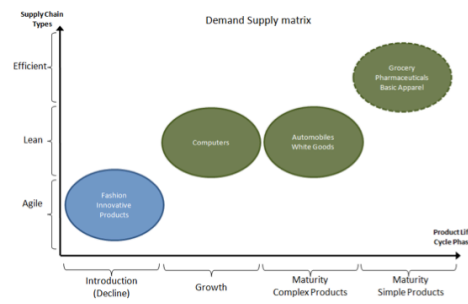 Supply Chain
Types
Demand Supply matrix
Efficient
Grocery
Pharmaceuticals
Basic Apparel
Lean
Computers
Automobiles
White Goods
Agile
Fashion
Innovative
Products
Product Lif
Cycle Phas
Introduction
(Decline)
Growth
Maturity
Complex Products
Maturity
Simple Products